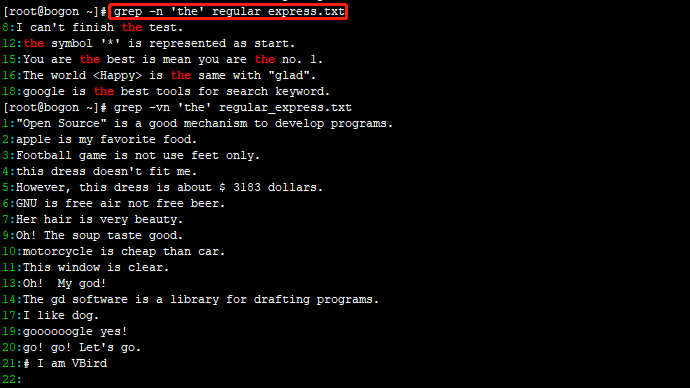 [root@bogon ~]# grep -n 'the' regular_express.txt
8:I can't finish the test.
12:the symbol '*' is represented as start.
15:You are the best is mean you are the no. 1.
16:The world <Happy> is the same with "glad".
18:google is the best tools for search keyword.
[root@bogon ~]# grep -vn 'the' regular_express.txt
1:"Open Source" is a good mechanism to develop programs.
2:apple is my favorite food.
3:Football game is not use feet only.
4:this dress doesn't fit me.
5:However, this dress is about $ 3183 dollars.
6:GNU is free air not free beer.
7:Her hair is very beauty.
9:Oh! The soup taste good.
10:motorcycle is cheap than car.
11:This window is clear.
13:Oh!  My god!
14:The gd software is a library for drafting programs.
17:I like dog.
19:goooooogle yes!
20:go! go! Let's go.
21:# I am VBird
22: